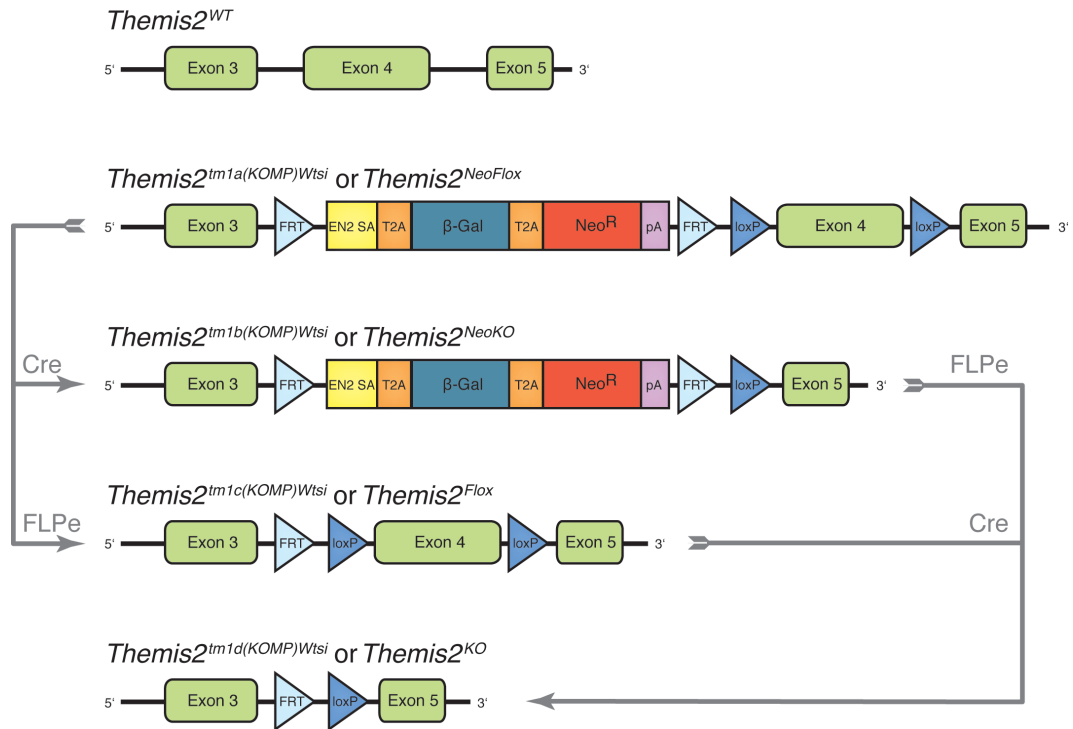 Themis2WT
5‘ Exon 3 Exon 4 Exon 5 3‘
Themis2tm1a(KOMP)Wtsi or Themis2NeoFlox
5‘ Exon 3 FRT EN2 SA T2A β-Gal T2A NeoR pA FRT loxP Exon 4 loxP Exon 5 3‘
Themis2tm1b(KOMP)Wtsi or Themis2NeoKO
Cre FLPe
5‘ Exon 3 FRT EN2 SA T2A β-Gal T2A NeoR pA FRT loxP Exon 5 3‘
Themis2tm1c(KOMP)Wtsi or Themis2Flox
FLPe Cre
5‘ Exon 3 FRT loxP Exon 4 loxP Exon 5 3‘
Themis2tm1d(KOMP)Wtsi or Themis2KO
5‘ Exon 3 FRT loxP Exon 5 3‘